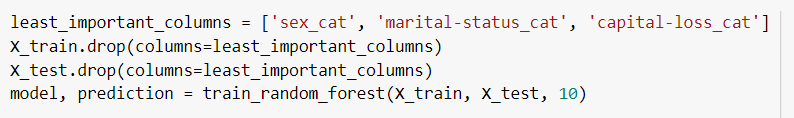 least_important_columns = ['sex_cat', 'marital-status_cat', 'capital-loss_cat']
X_train.drop(columns=least_important_columns)
X_test.drop(columns=least_important_columns)
model, prediction = train_random_forest(X_train, X_test, 10)